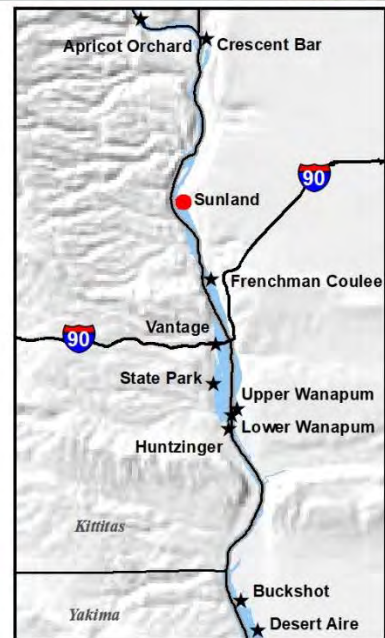 Apricot Orchard
Crescent Bar
90
Sunland
Frenchman Coulee
Vantage
90
State Park
Upper Wanapum
Lower Wanapum
Huntzinger
Kittitas
Buckshot
Yakima
Desert Aire